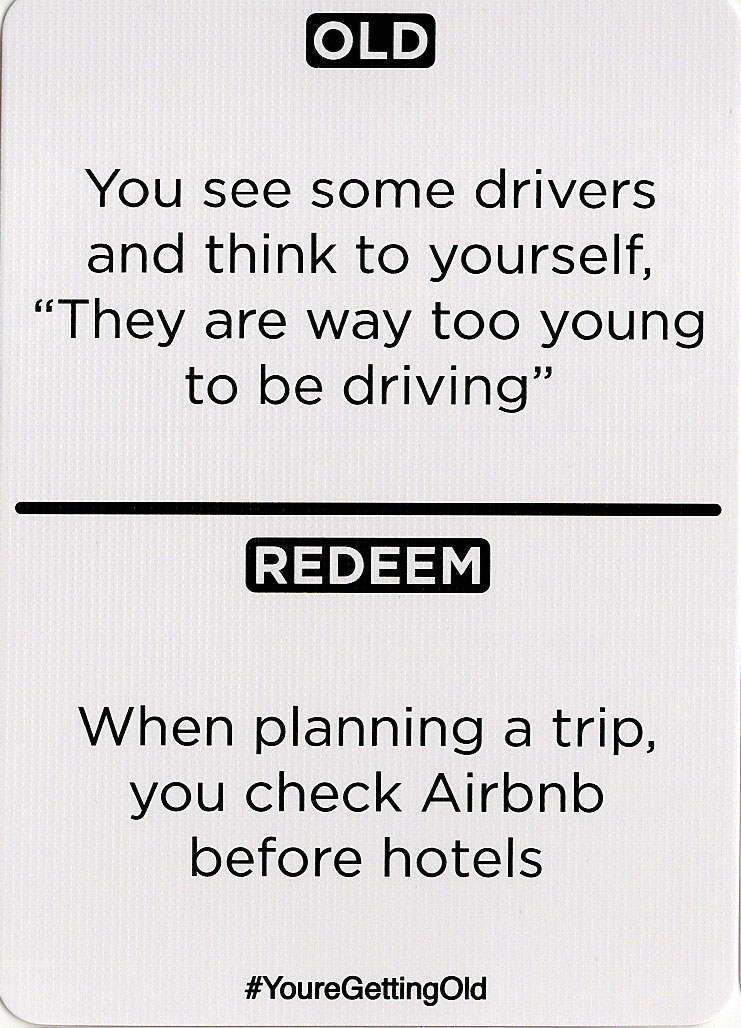 OLD
You see some drivers
and think to yourself,
“They are way too young
to be driving”
REDEEM
When planning a trip,
you check Airbnb
before hotels
#YoureGettingOld